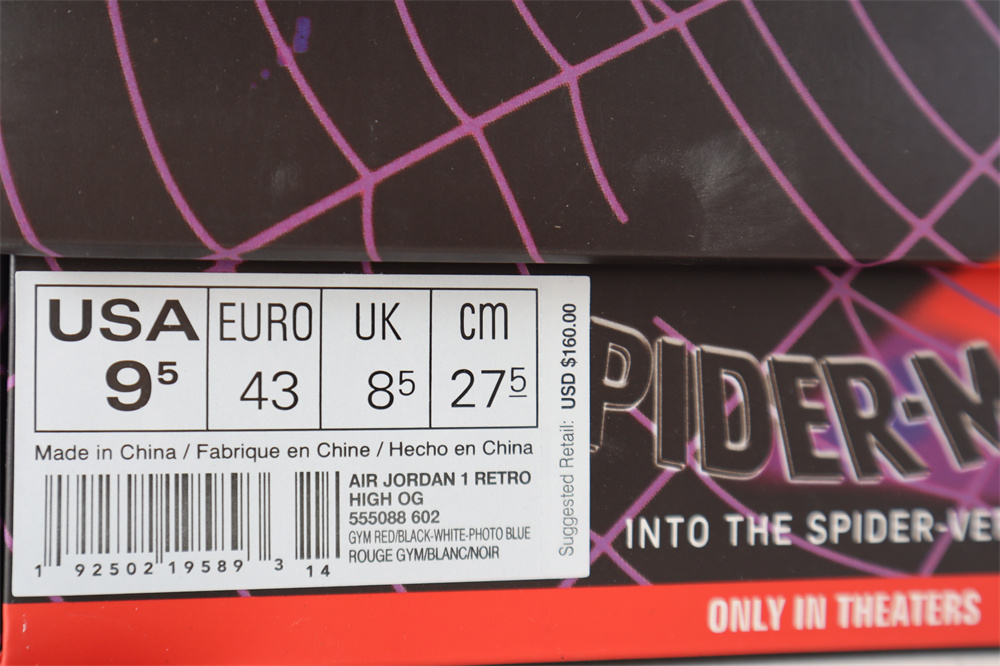 USA EURO UK cm
9⁵ 43 8⁵ 27⁵
Made in China / Fabrique en Chine / Hecho en China
AIR JORDAN 1 RETRO
HIGH OG
555088 602
GYM RED/BLACK-WHITE-PHOTO BLUE
ROUGE GYM/BLANC/NOIR
1 92502 19589 3 14
Suggested Retail: USD $160.00
PIDER-M
INTO THE SPIDER-VE
ONLY IN THEATERS